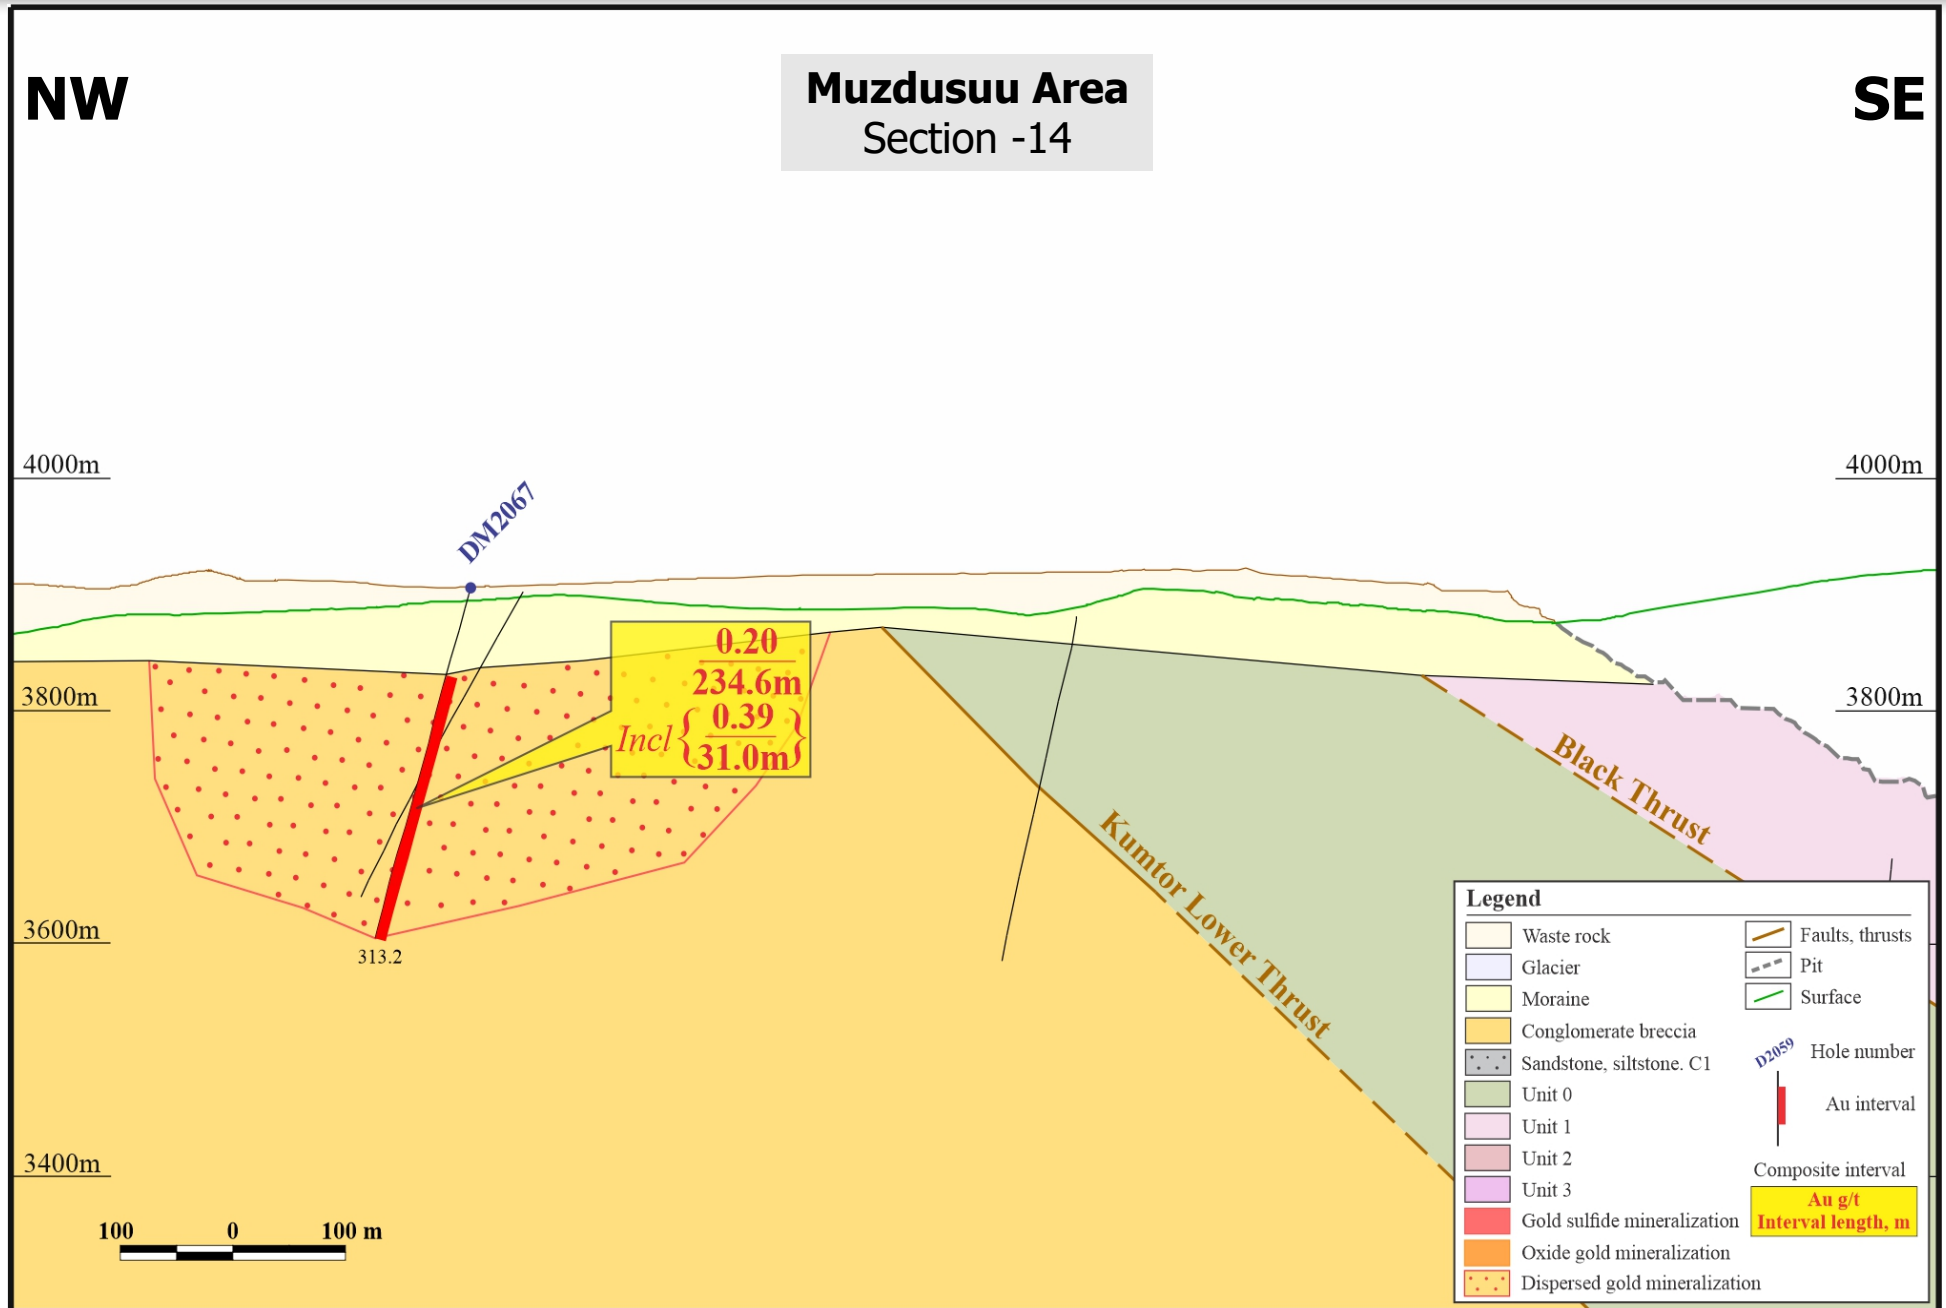 NW
Muzdusuu Area
SE
Section -14
4000m
4000m
DM2067
0.20
234.6m
3800m
3800m
Incl { 0.39
31.0m }
Black Thrust
Kumtor Lower Thrust
3600m
313.2
3400m
100 0 100 m
Legend
Waste rock
Glacier
Moraine
Conglomerate breccia
Sandstone, siltstone. C1
Unit 0
Unit 1
Unit 2
Unit 3
Gold sulfide mineralization
Oxide gold mineralization
Dispersed gold mineralization
Faults, thrusts
Pit
Surface
D2059
Hole number
Au interval
Composite interval
Au g/t
Interval length, m